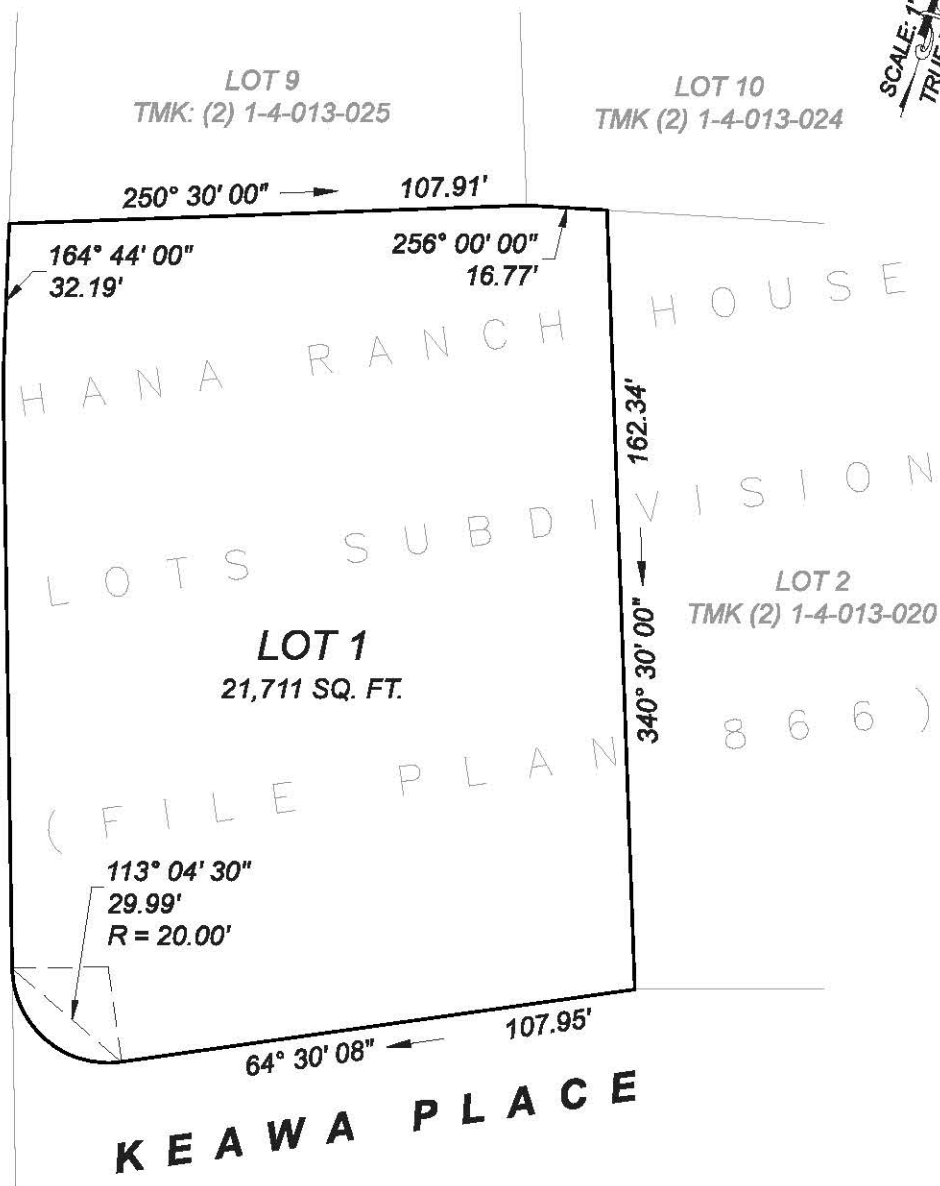 SCALE: 1"
TRUE
LOT 9
TMK: (2) 1-4-013-025
LOT 10
TMK (2) 1-4-013-024
250° 30' 00"
107.91'
164° 44' 00"
32.19'
256° 00' 00"
16.77'
HANA RANCH HOUSE
162.34'
340° 30' 00"
LOTS SUBDIVISION
LOT 2
TMK (2) 1-4-013-020
LOT 1
21,711 SQ. FT.
(FILE PLAN 866)
113° 04' 30"
29.99'
R = 20.00'
64° 30' 08"
107.95'
KEAWA PLACE